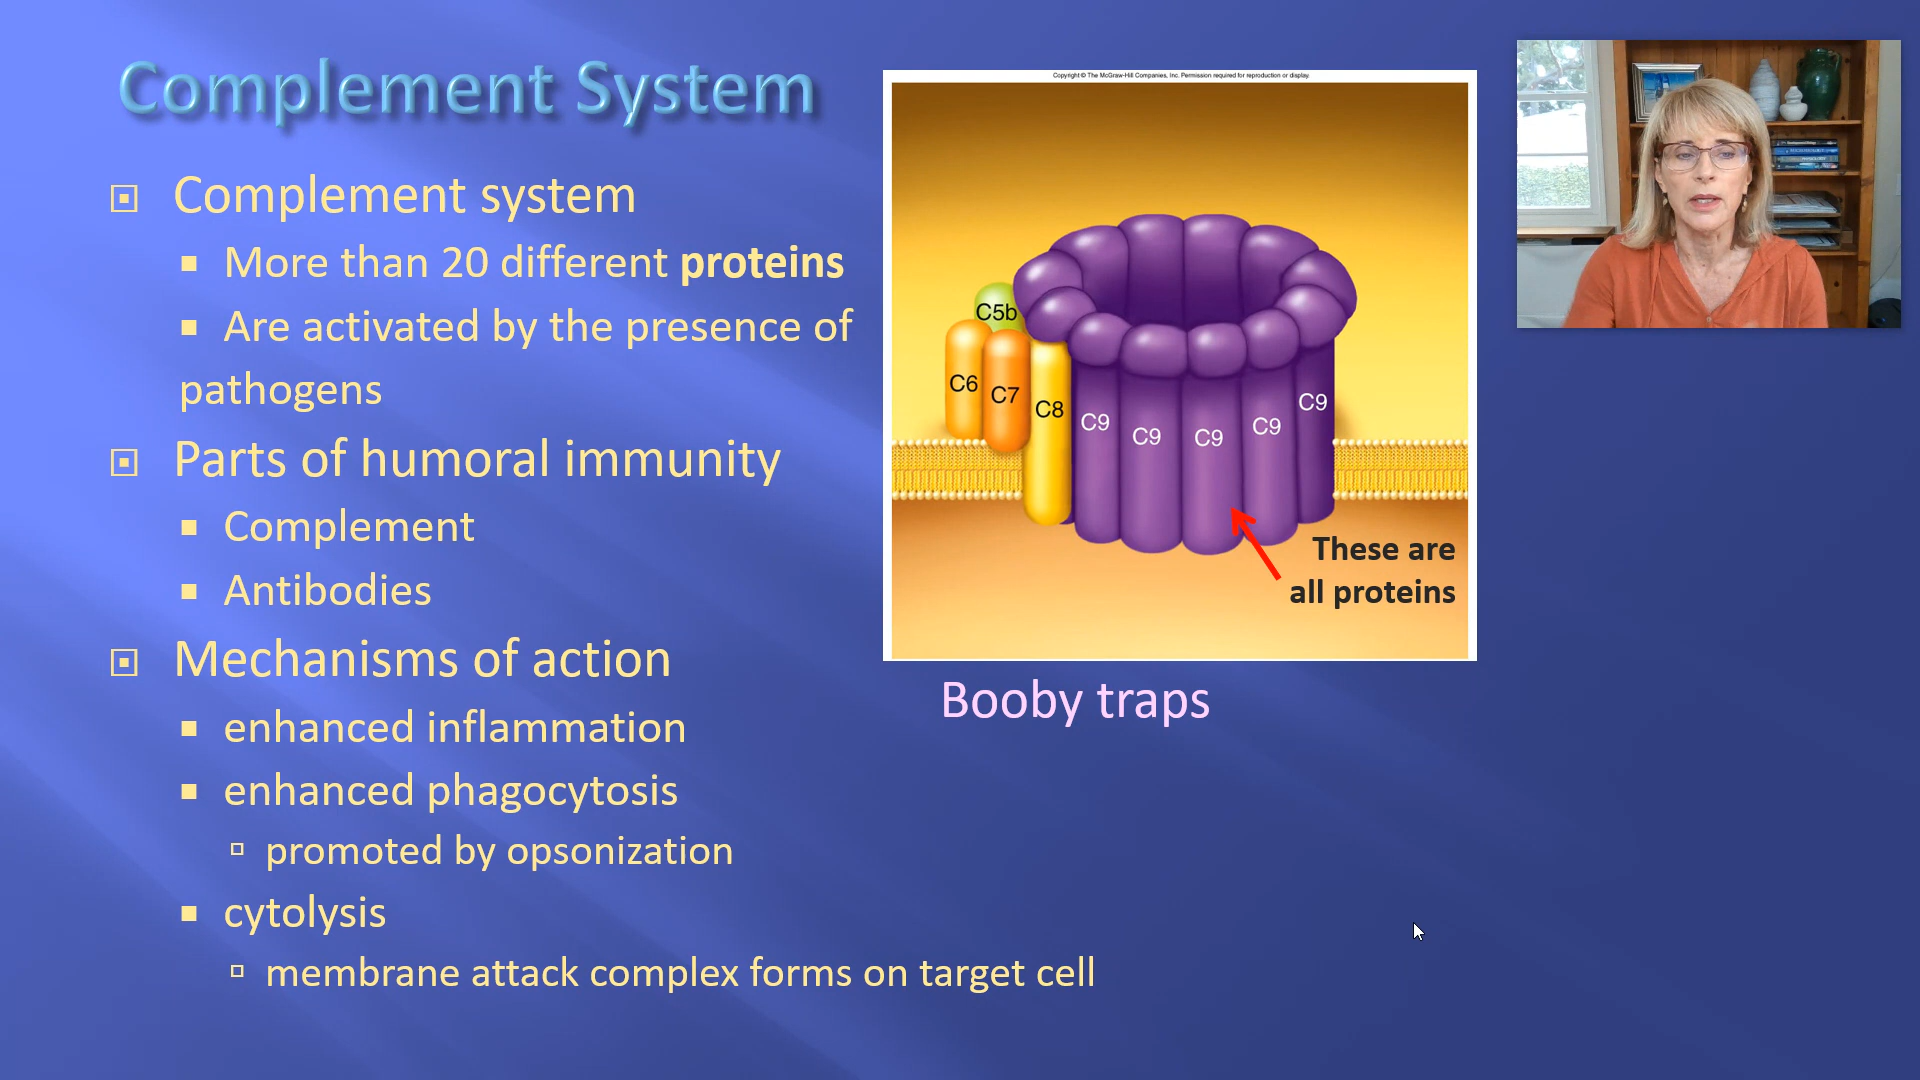 Complement System
Complement system
More than 20 different proteins
Are activated by the presence of
pathogens
Parts of humoral immunity
Complement
Antibodies
Mechanisms of action
enhanced inflammation
enhanced phagocytosis
promoted by opsonization
cytolysis
membrane attack complex forms on target cell
Copyright © The McGraw-Hill Companies, Inc. Permission required for reproduction or display.
C5b
C6
C7
C8
C9
C9
C9
C9
C9
These are
all proteins
Booby traps